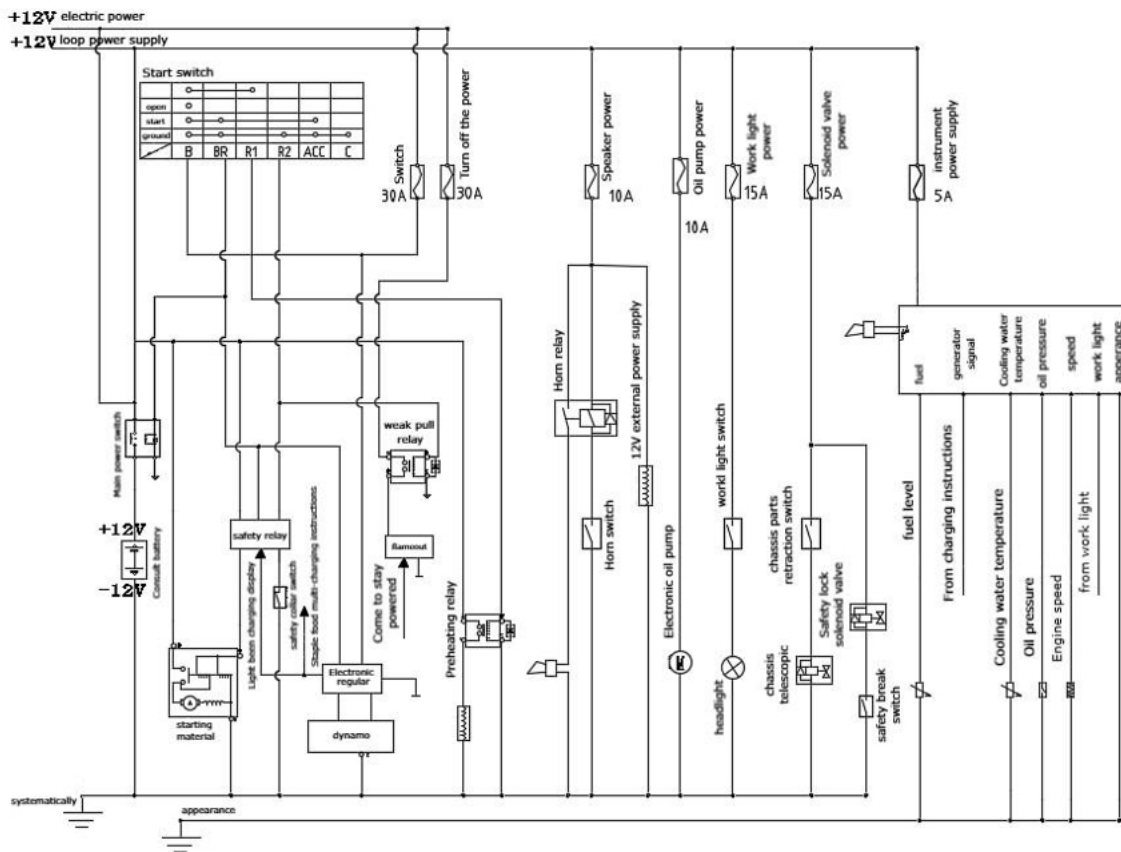 +12V electric power
+12V loop power supply
Start switch
open
start
ground
B BR R1 R2 ACC C
Switch
30A
Turn off the power
30A
Speaker power
10A
Oil pump power
10A
Work light
power
15A
Solenoid valve
power
15A
instrument
power supply
5A
fuel
generator
signal
Cooling water
temperature
oil pressure
speed
work light
apperance
Horn relay
12V external power supply
weak pull
relay
Main power switch
+12V
-12V
Consult battery
safety relay
flameout
Light been charging display
safety collar switch
Staple food multi-charging instructions
Come to stay
powered
Preheating relay
Horn switch
Electronic oil pump
world light switch
headlight
chassis parts
retraction switch
Safety lock
solenoid valve
chassis
telescopic
safety break
switch
fuel level
From charging instructions
Cooling water temperature
Oil pressure
Engine speed
from work light
starting
material
Electronic
regular
dynamo
systematically
appearance